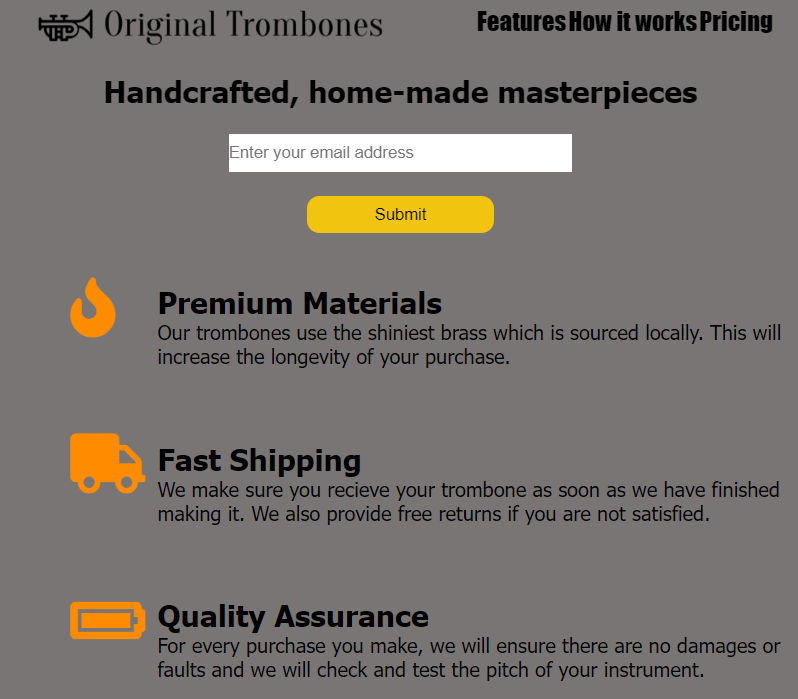 Original Trombones
Features How it works Pricing
Handcrafted, home-made masterpieces
Enter your email address
Submit
Premium Materials
Our trombones use the shiniest brass which is sourced locally. This will
increase the longevity of your purchase.
Fast Shipping
We make sure you recieve your trombone as soon as we have finished
making it. We also provide free returns if you are not satisfied.
Quality Assurance
For every purchase you make, we will ensure there are no damages or
faults and we will check and test the pitch of your instrument.